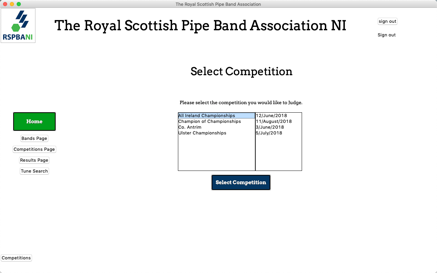 The Royal Scottish Pipe Band Association
RSPBANI
The Royal Scottish Pipe Band Association NI
sign out
Sign out
Select Competition
Please select the competition you would like to judge.
Home
Bands Page
Competitions Page
Results Page
Tune Search
All Ireland Championships 12/June/2018
Champion of Championships 11/August/2018
Co. Antrim 3/June/2018
Ulster Championships 5/July/2018
Select Competition
Competitions